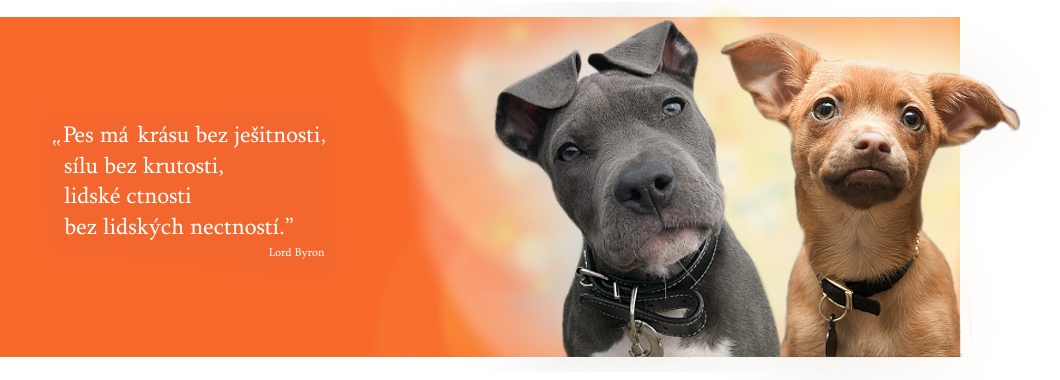 „Pes má krásu bez ješitnosti,
sílu bez krutosti,
lidské ctnosti
bez lidských nectností.”
Lord Byron